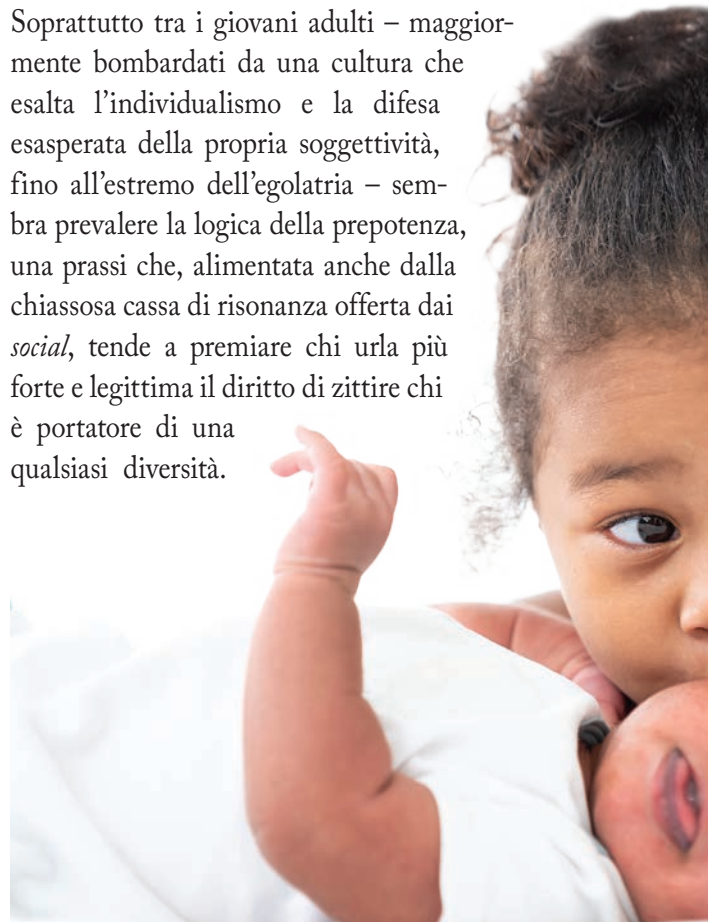 Soprattutto tra i giovani adulti – maggior-
mente bombardati da una cultura che
esalta l’individualismo e la difesa
esasperata della propria soggettività,
fino all’estremo dell’egolatria – sem-
bra prevalere la logica della prepotenza,
una prassi che, alimentata anche dalla
chiassosa cassa di risonanza offerta dai
social, tende a premiare chi urla più
forte e legittima il diritto di zittire chi
è portatore di una
qualsiasi diversità.